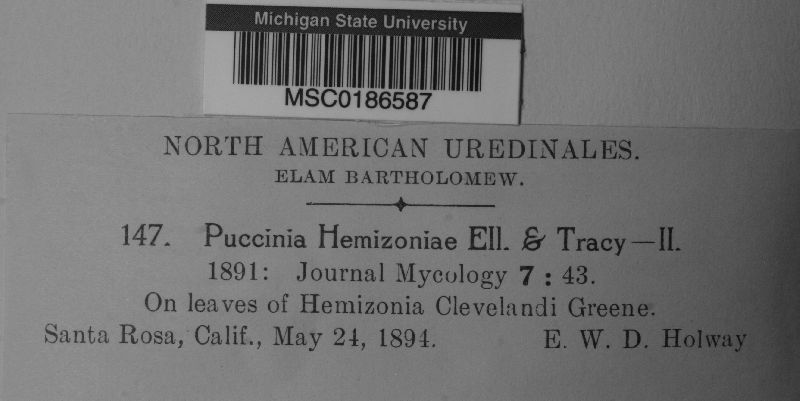 Michigan State University
MSC0186587
NORTH AMERICAN UREDINALES.
ELAM BARTHOLOMEW.
147. Puccinia Hemizoniae Ell. & Tracy—II.
1891: Journal Mycology 7 : 43.
On leaves of Hemizonia Clevelandi Greene.
Santa Rosa, Calif., May 24, 1894. E. W. D. Holway